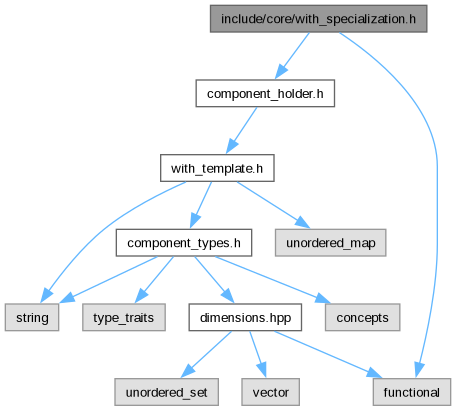 include/core/with_specialization.h
component_holder.h
with_template.h
component_types.h
unordered_map
string
type_traits
dimensions.hpp
concepts
unordered_set
vector
functional